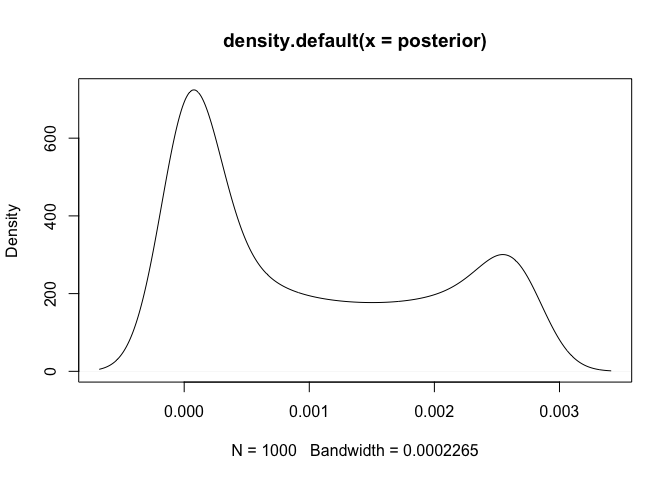 density.default(x = posterior)
Density
600
400
200
0
0.000 0.001 0.002 0.003
N = 1000 Bandwidth = 0.0002265